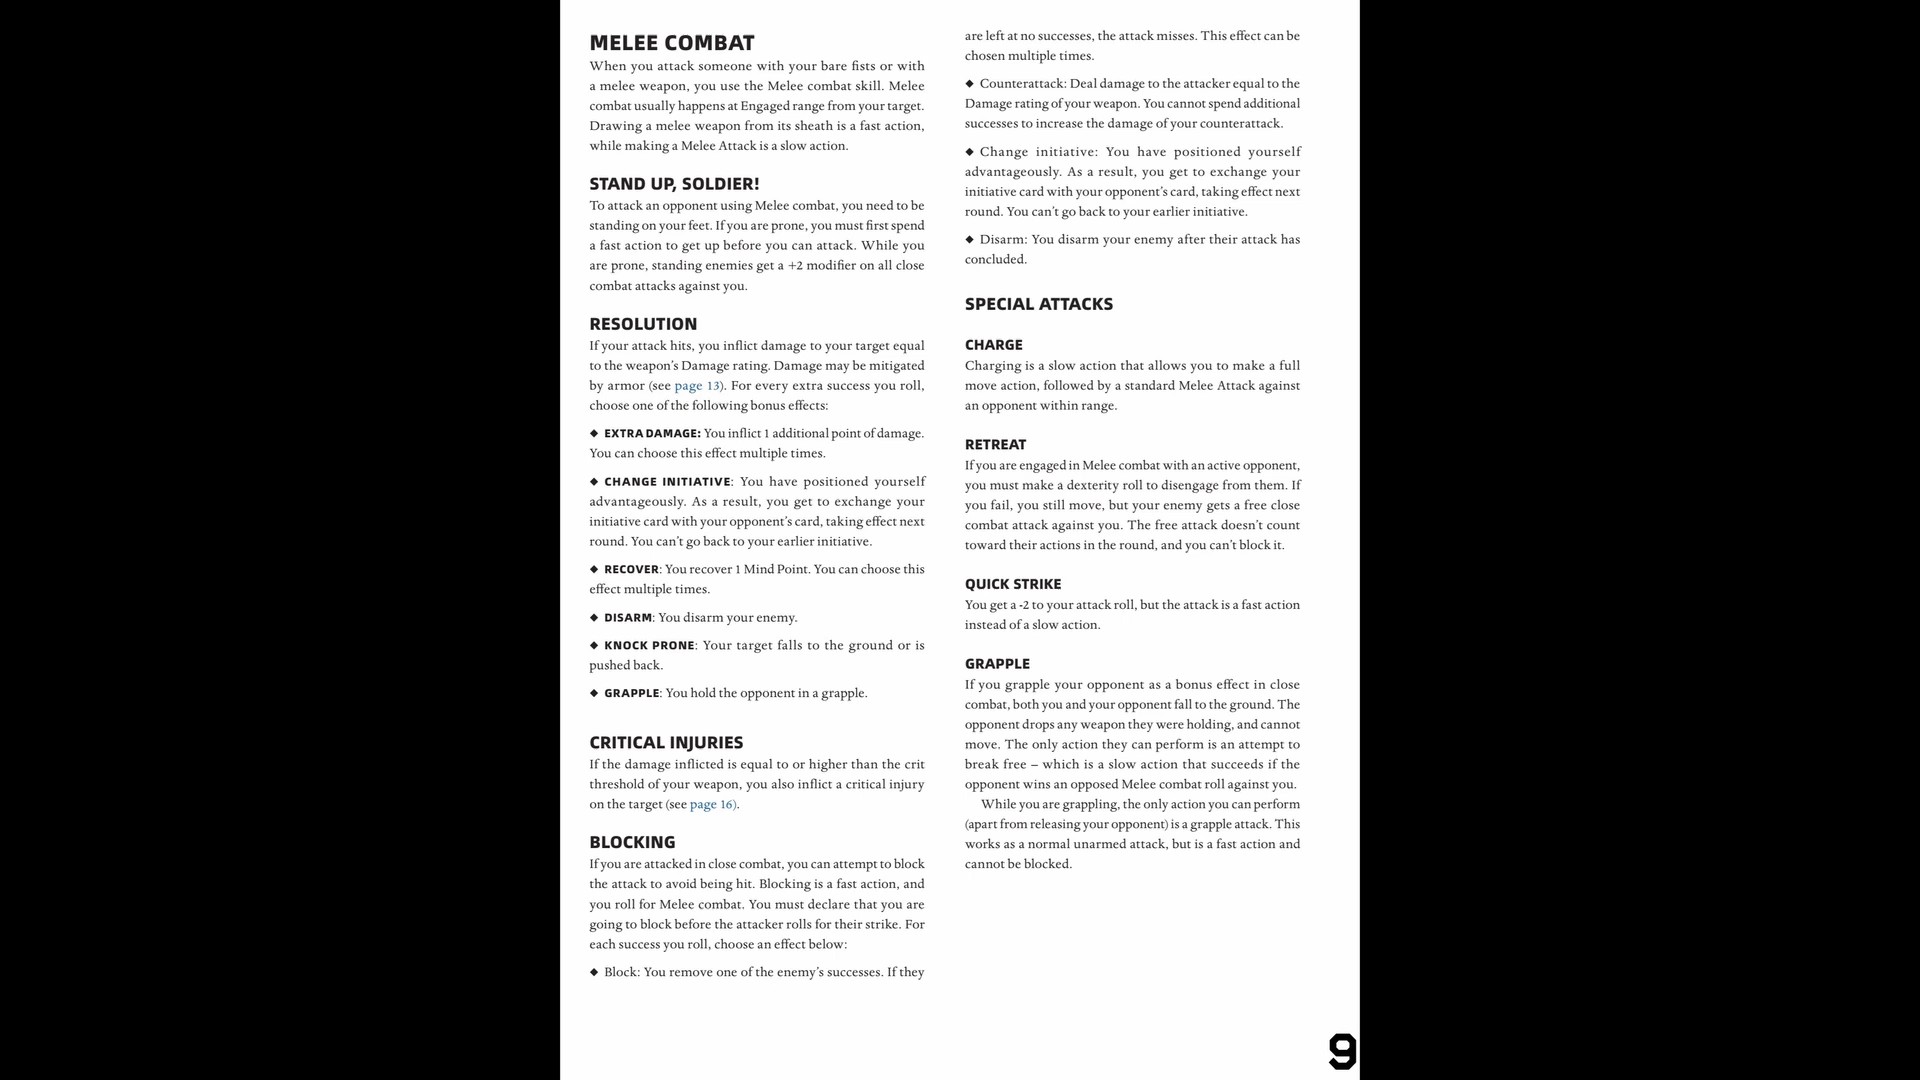 MELEE COMBAT
When you attack someone with your bare fists or with
a melee weapon, you use the Melee combat skill. Melee
combat usually happens at Engaged range from your target.
Drawing a melee weapon from its sheath is a fast action,
while making a Melee Attack is a slow action.
STAND UP, SOLDIER!
To attack an opponent using Melee combat, you need to be
standing on your feet. If you are prone, you must first spend
a fast action to get up before you can attack. While you
are prone, standing enemies get a +2 modifier on all close
combat attacks against you.
RESOLUTION
If your attack hits, you inflict damage to your target equal
to the weapon's Damage rating. Damage may be mitigated
by armor (see page 13). For every extra success you roll,
choose one of the following bonus effects:
◆ EXTRA DAMAGE: You inflict 1 additional point of damage.
You can choose this effect multiple times.
◆ CHANGE INITIATIVE: You have positioned yourself
advantageously. As a result, you get to exchange your
initiative card with your opponent's card, taking effect next
round. You can't go back to your earlier initiative.
◆ RECOVER: You recover 1 Mind Point. You can choose this
effect multiple times.
◆ DISARM: You disarm your enemy.
◆ KNOCK PRONE: Your target falls to the ground or is
pushed back.
◆ GRAPPLE: You hold the opponent in a grapple.
CRITICAL INJURIES
If the damage inflicted is equal to or higher than the crit
threshold of your weapon, you also inflict a critical injury
on the target (see page 16).
BLOCKING
If you are attacked in close combat, you can attempt to block
the attack to avoid being hit. Blocking is a fast action, and
you roll for Melee combat. You must declare that you are
going to block before the attacker rolls for their strike. For
each success you roll, choose an effect below:
◆ Block: You remove one of the enemy's successes. If they
are left at no successes, the attack misses. This effect can be
chosen multiple times.
◆ Counterattack: Deal damage to the attacker equal to the
Damage rating of your weapon. You cannot spend additional
successes to increase the damage of your counterattack.
◆ Change initiative: You have positioned yourself
advantageously. As a result, you get to exchange your
initiative card with your opponent's card, taking effect next
round. You can't go back to your earlier initiative.
◆ Disarm: You disarm your enemy after their attack has
concluded.
SPECIAL ATTACKS
CHARGE
Charging is a slow action that allows you to make a full
move action, followed by a standard Melee Attack against
an opponent within range.
RETREAT
If you are engaged in Melee combat with an active opponent,
you must make a dexterity roll to disengage from them. If
you fail, you still move, but your enemy gets a free close
combat attack against you. The free attack doesn't count
toward their actions in the round, and you can't block it.
QUICK STRIKE
You get a -2 to your attack roll, but the attack is a fast action
instead of a slow action.
GRAPPLE
If you grapple your opponent as a bonus effect in close
combat, both you and your opponent fall to the ground. The
opponent drops any weapon they were holding, and cannot
move. The only action they can perform is an attempt to
break free – which is a slow action that succeeds if the
opponent wins an opposed Melee combat roll against you.
While you are grappling, the only action you can perform
(apart from releasing your opponent) is a grapple attack. This
works as a normal unarmed attack, but is a fast action and
cannot be blocked.
9